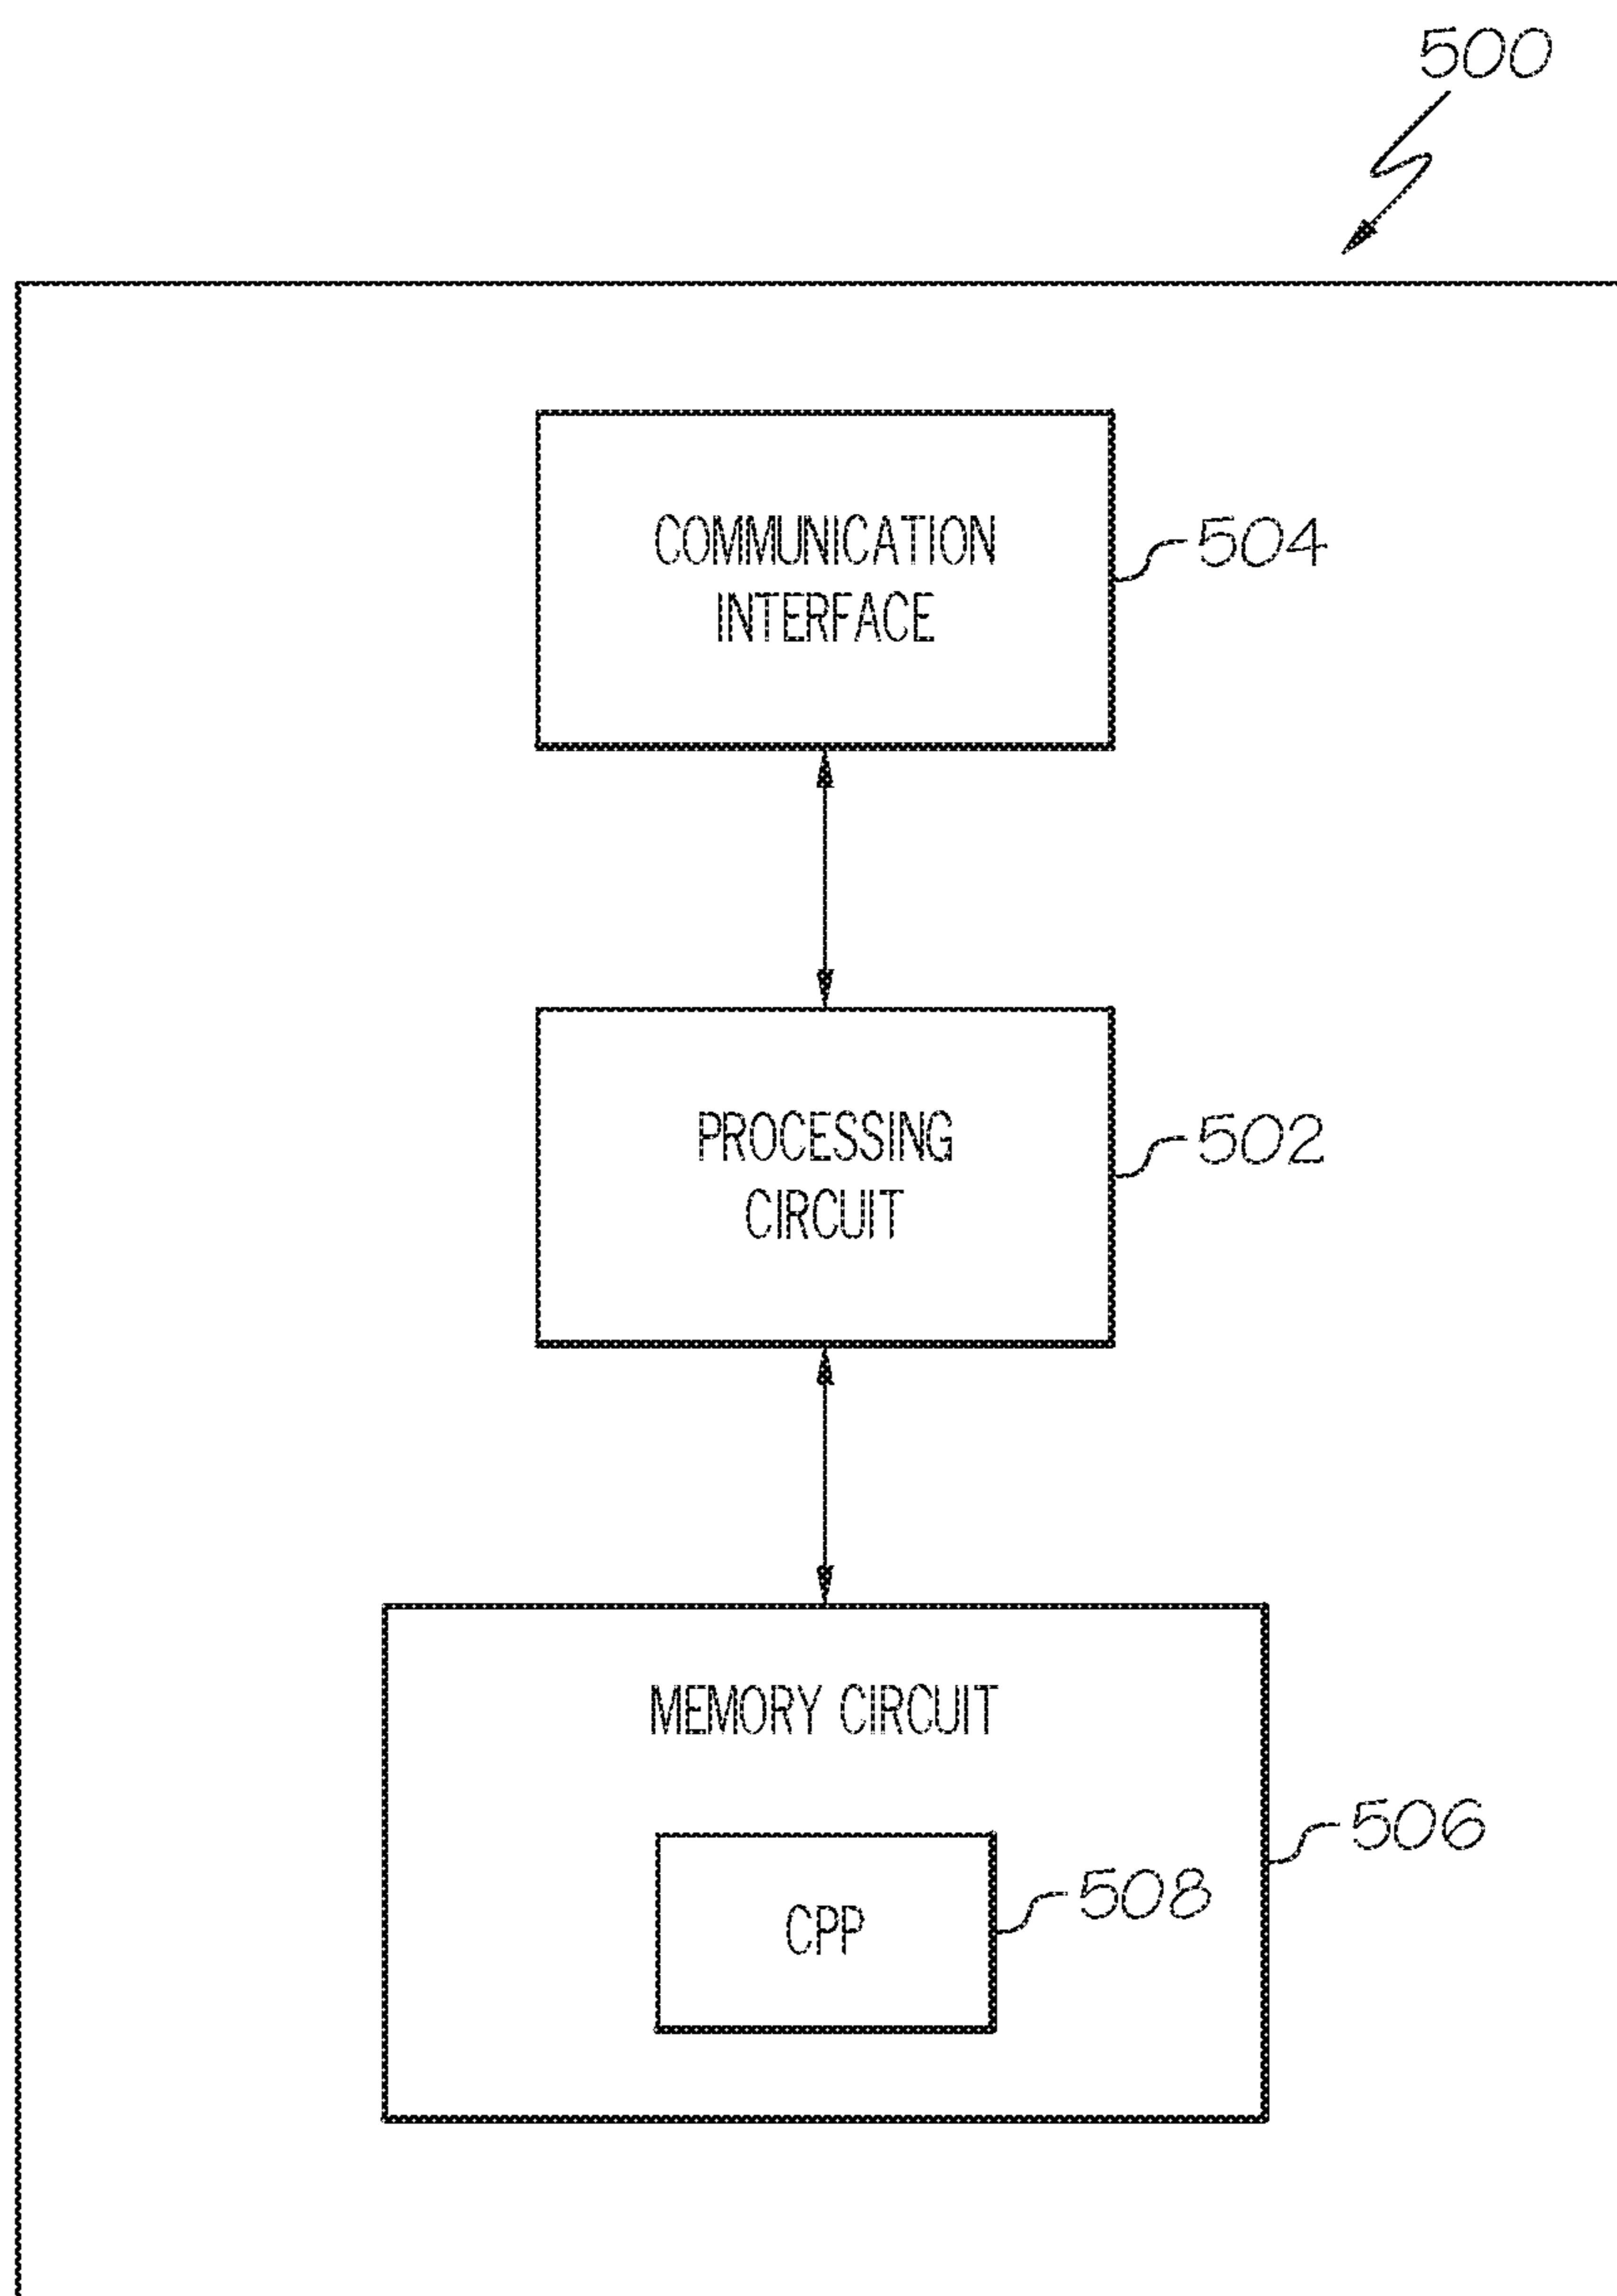 500
COMMUNICATION
INTERFACE
504
PROCESSING
CIRCUIT
502
MEMORY CIRCUIT
506
CPP
508